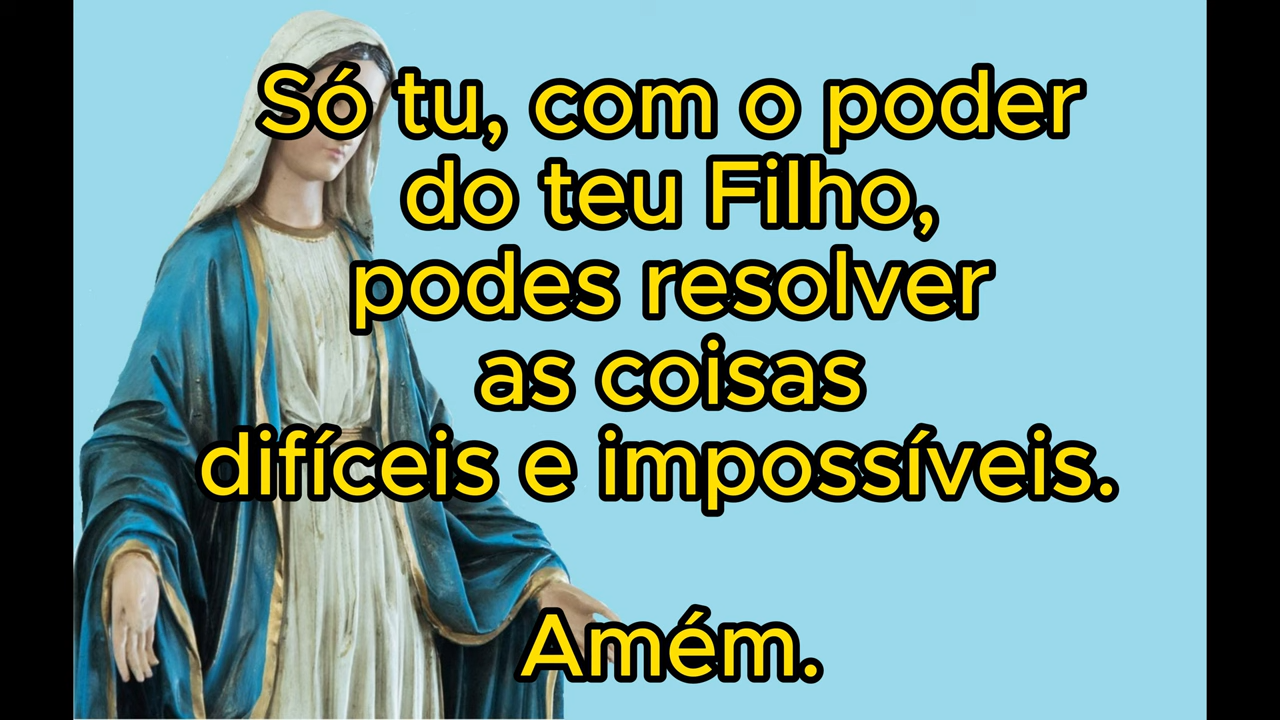 Só tu, com o poder
do teu Filho,
podes resolver
as coisas
difíceis e impossíveis.
Amém.